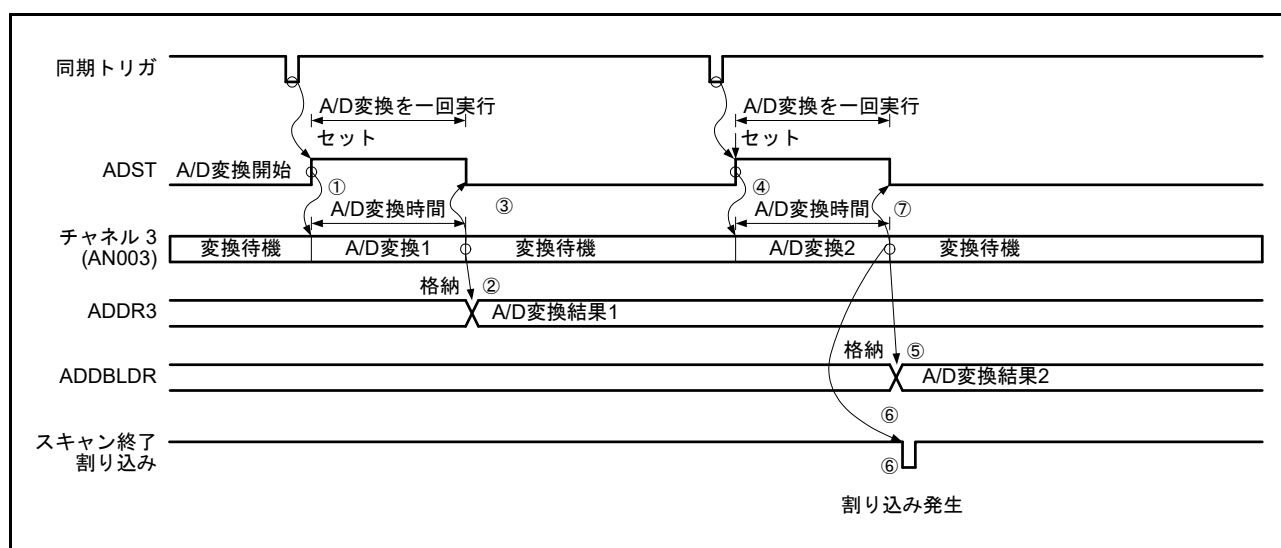 同期トリガ
A/D変換を一回実行
A/D変換を一回実行
セット
セット
ADST
A/D変換開始
①
③
④
⑦
A/D変換時間
A/D変換時間
チャネル 3
(AN003)
変換待機
A/D変換1
変換待機
A/D変換2
変換待機
格納
②
ADDR3
A/D変換結果1
格納
⑤
ADDBLDR
A/D変換結果2
⑥
スキャン終了
割り込み
⑥
割り込み発生